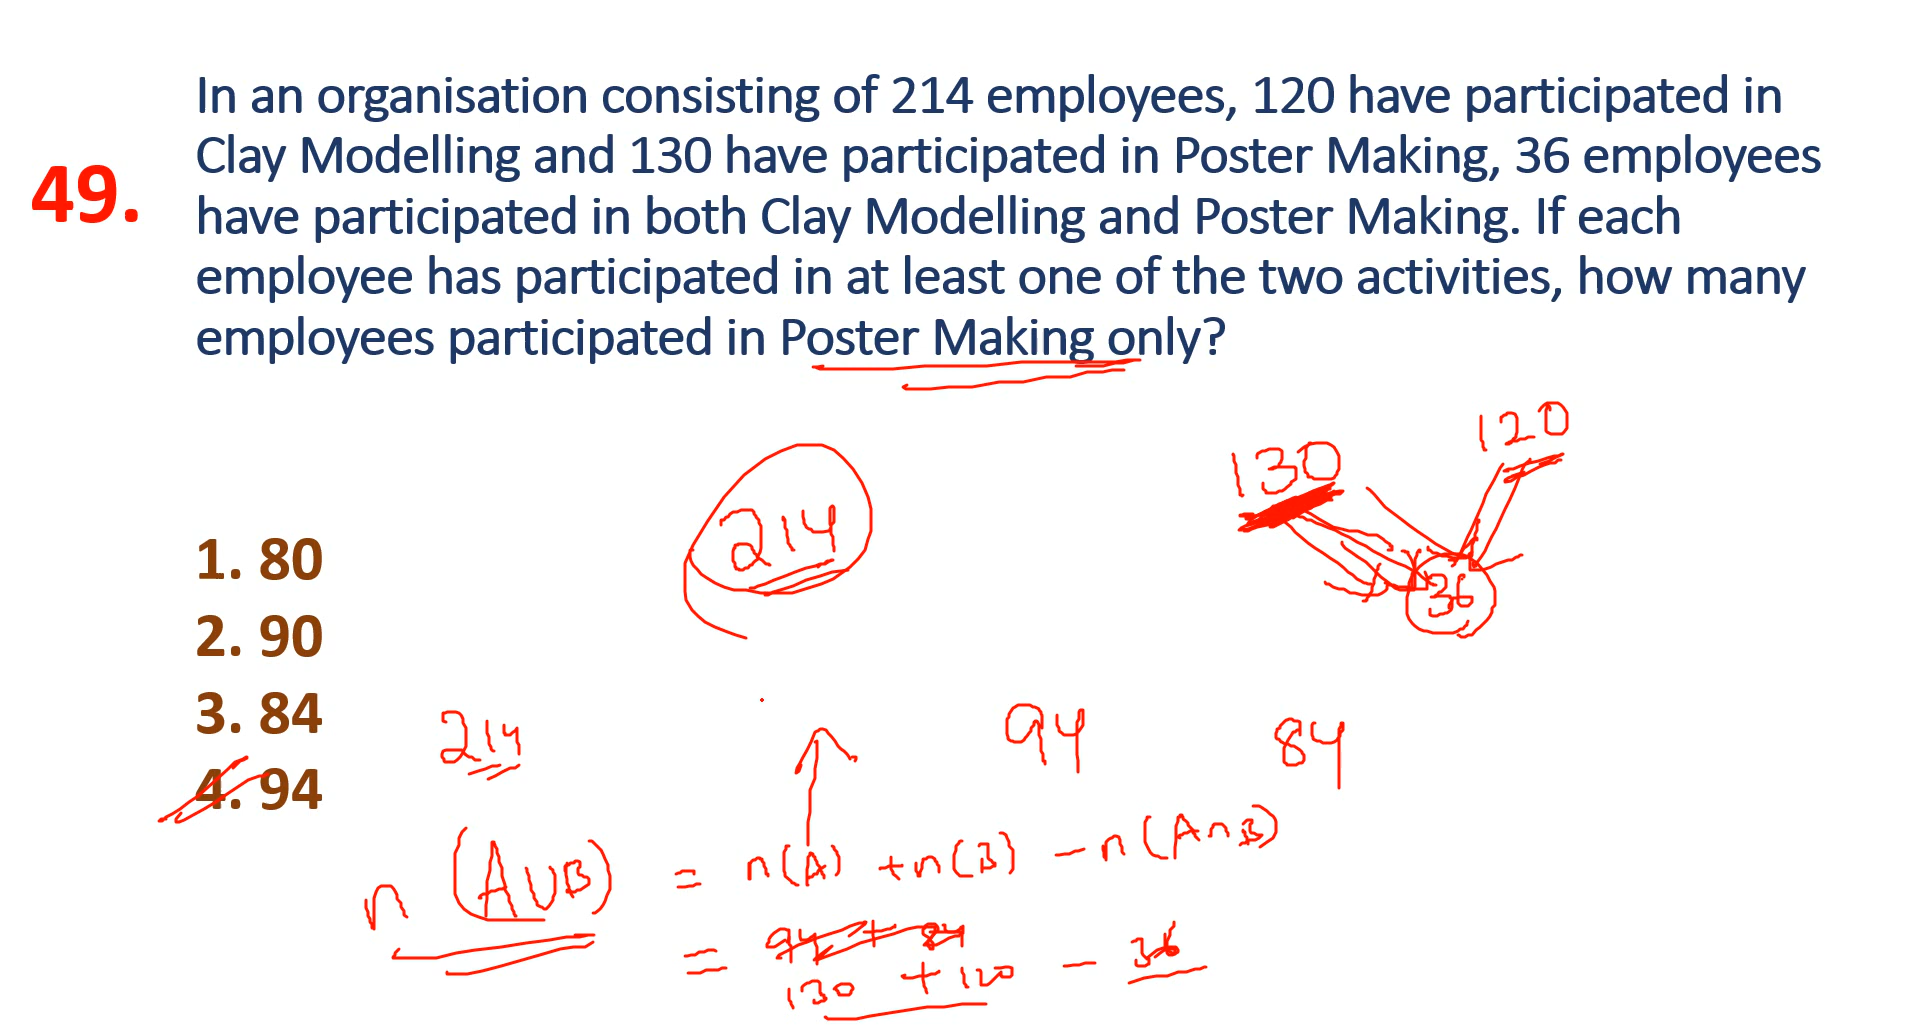 In an organisation consisting of 214 employees, 120 have participated in
49.
Clay Modelling and 130 have participated in Poster Making, 36 employees
have participated in both Clay Modelling and Poster Making. If each
employee has participated in at least one of the two activities, how many
employees participated in Poster Making only?
120
130
214
36
1. 80
2. 90
3. 84
4. 94
214
94
84
n (A∪B) = n(A) + n(B) - n(A∩B)
= 94 + 84
130 + 120 - 36